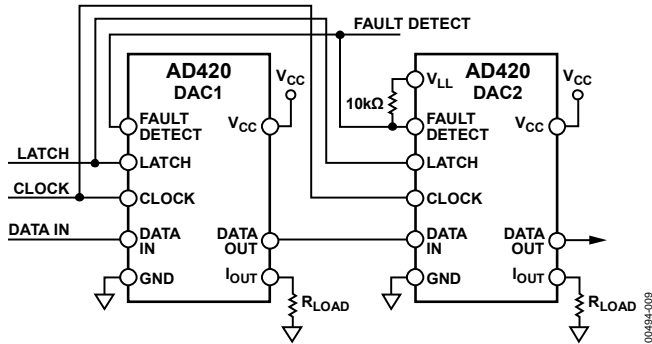 FAULT DETECT
AD420
DAC1
VCC
FAULT
DETECT
VCC
LATCH
LATCH
CLOCK
CLOCK
DATA IN
DATA
IN
DATA
OUT
GND
IOUT
RLOAD
10kΩ
VLL
AD420
DAC2
VCC
FAULT
DETECT
VCC
LATCH
CLOCK
DATA
IN
DATA
OUT
GND
IOUT
RLOAD
00494-009